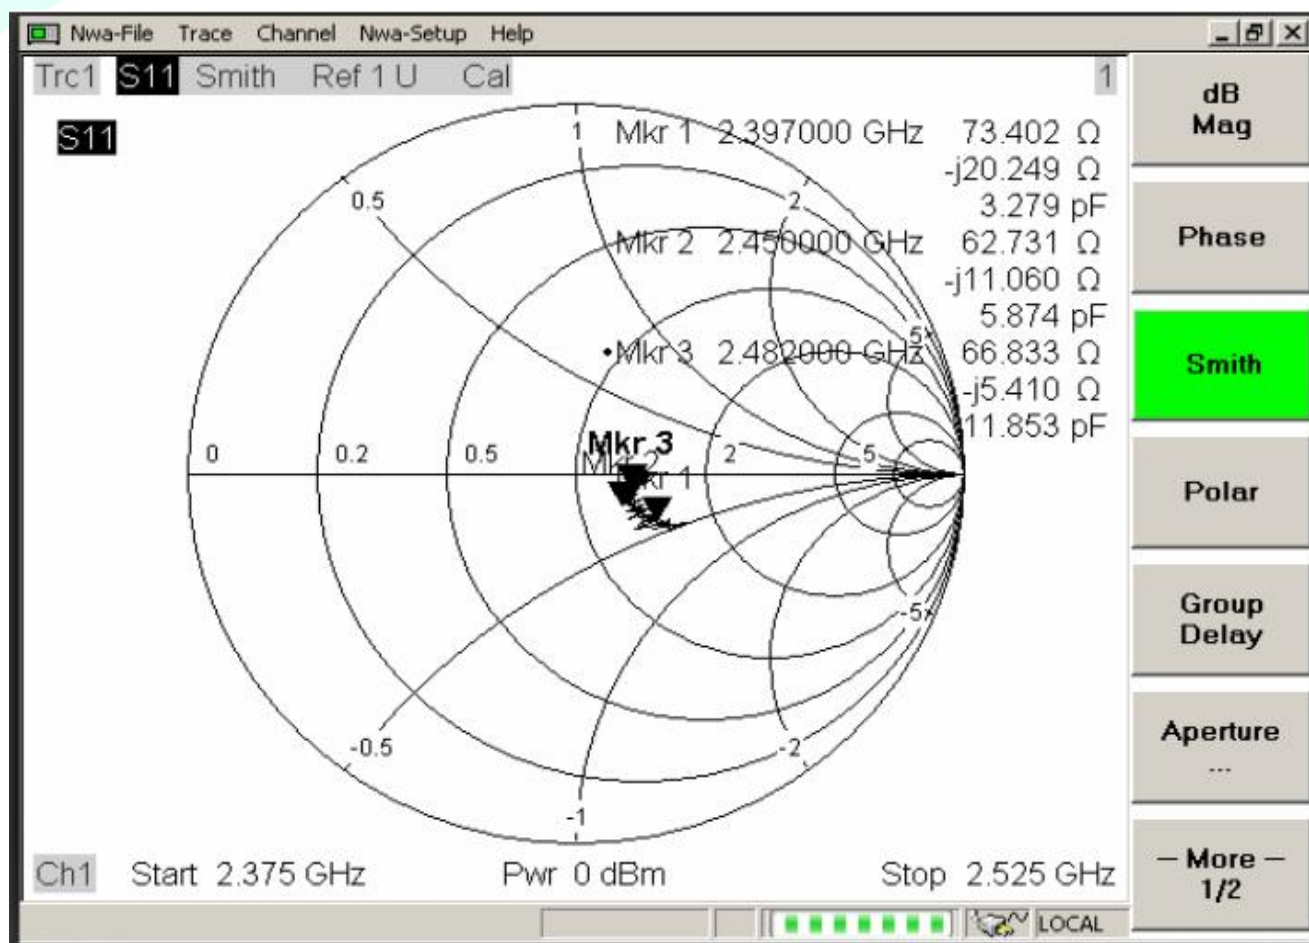 Nwa-File Trace Channel Nwa-Setup Help
Trc1 S11 Smith Ref 1 U Cal 1
S11
Mkr 1 2.397000 GHz 73.402 Ω
-j20.249 Ω
3.279 pF
Mkr 2 2.450000 GHz 62.731 Ω
-j11.060 Ω
5.874 pF
•Mkr 3 2.482000 GHz 66.833 Ω
-j5.410 Ω
11.853 pF
1
0.5
2
5
Mkr 3
Mkr 2
Mkr 1
0 0.2 0.5 2 5
-5
-0.5
-2
-1
Ch1 Start 2.375 GHz Pwr 0 dBm Stop 2.525 GHz
LOCAL
dB
Mag
Phase
Smith
Polar
Group
Delay
Aperture
...
– More –
1/2